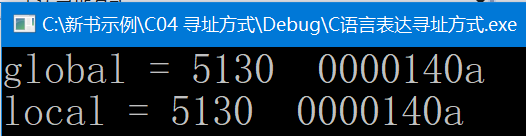 C:\新书示例\C04 寻址方式\Debug\C语言表达寻址方式.exe
global = 5130  0000140a
local = 5130  0000140a